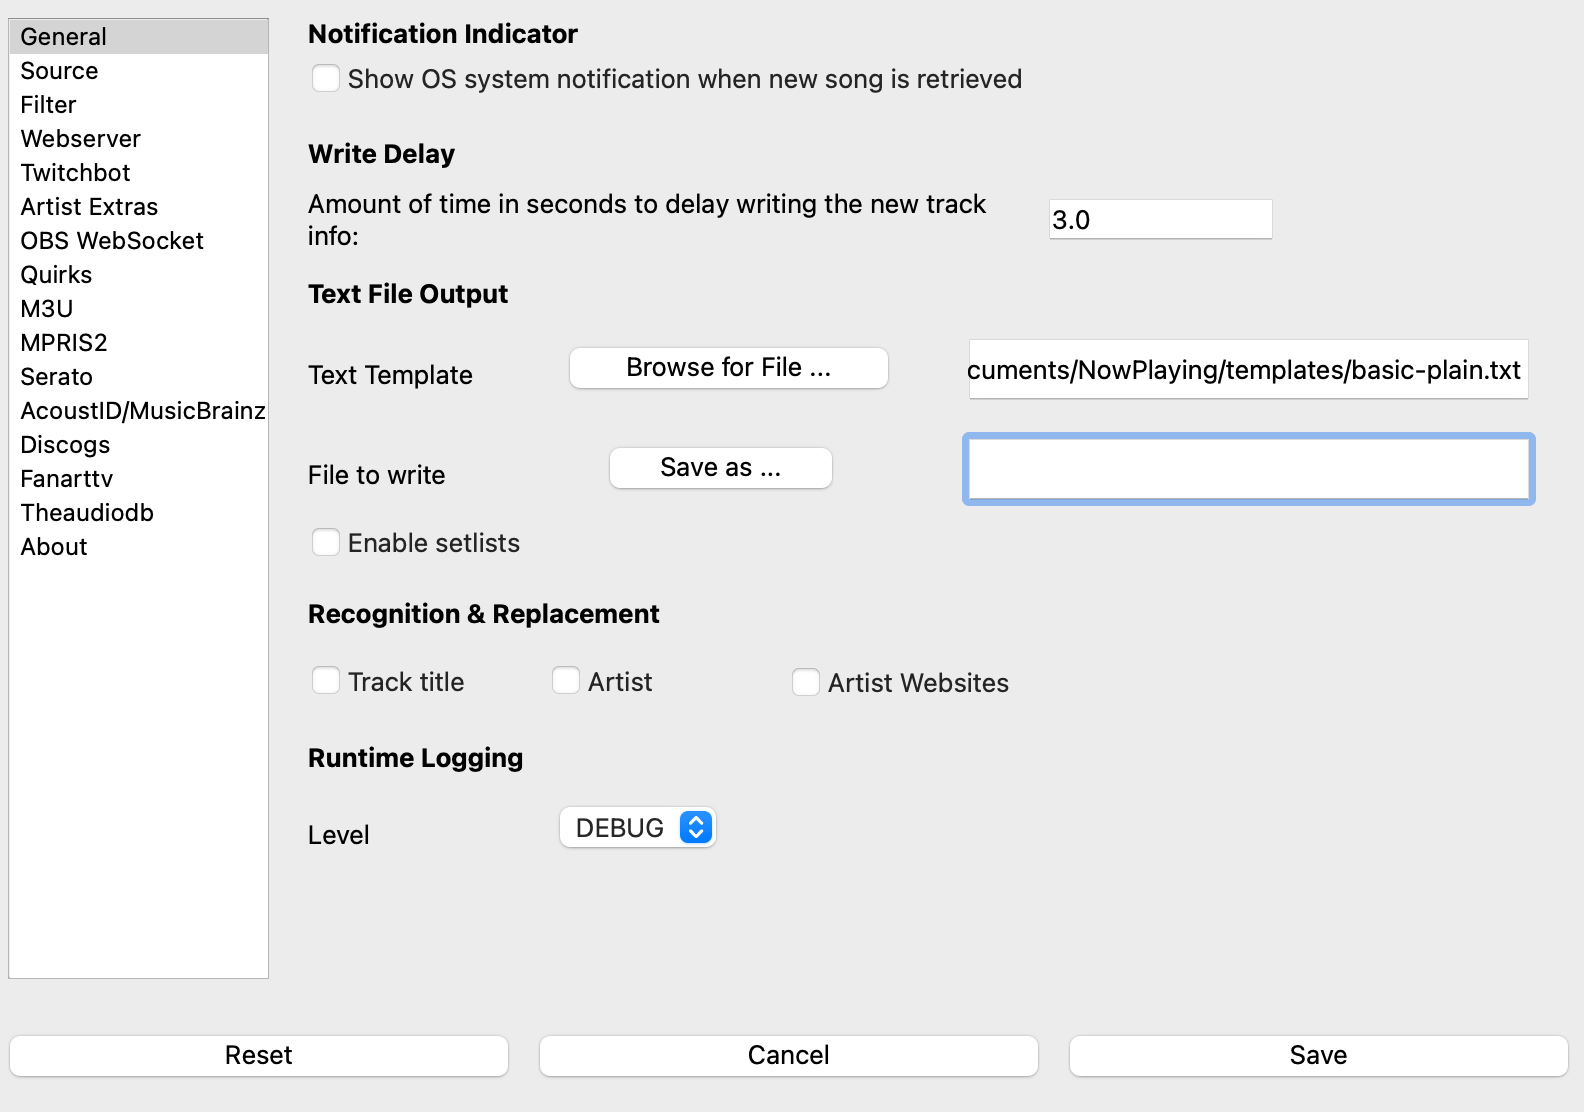 General
Source
Filter
Webserver
Twitchbot
Artist Extras
OBS WebSocket
Quirks
M3U
MPRIS2
Serato
AcoustID/MusicBrainz
Discogs
Fanarttv
Theaudiodb
About
Notification Indicator
Show OS system notification when new song is retrieved
Write Delay
Amount of time in seconds to delay writing the new track
info:
3.0
Text File Output
Text Template
Browse for File ...
cuments/NowPlaying/templates/basic-plain.txt
File to write
Save as ...
Enable setlists
Recognition & Replacement
Track title
Artist
Artist Websites
Runtime Logging
Level
DEBUG
Reset
Cancel
Save